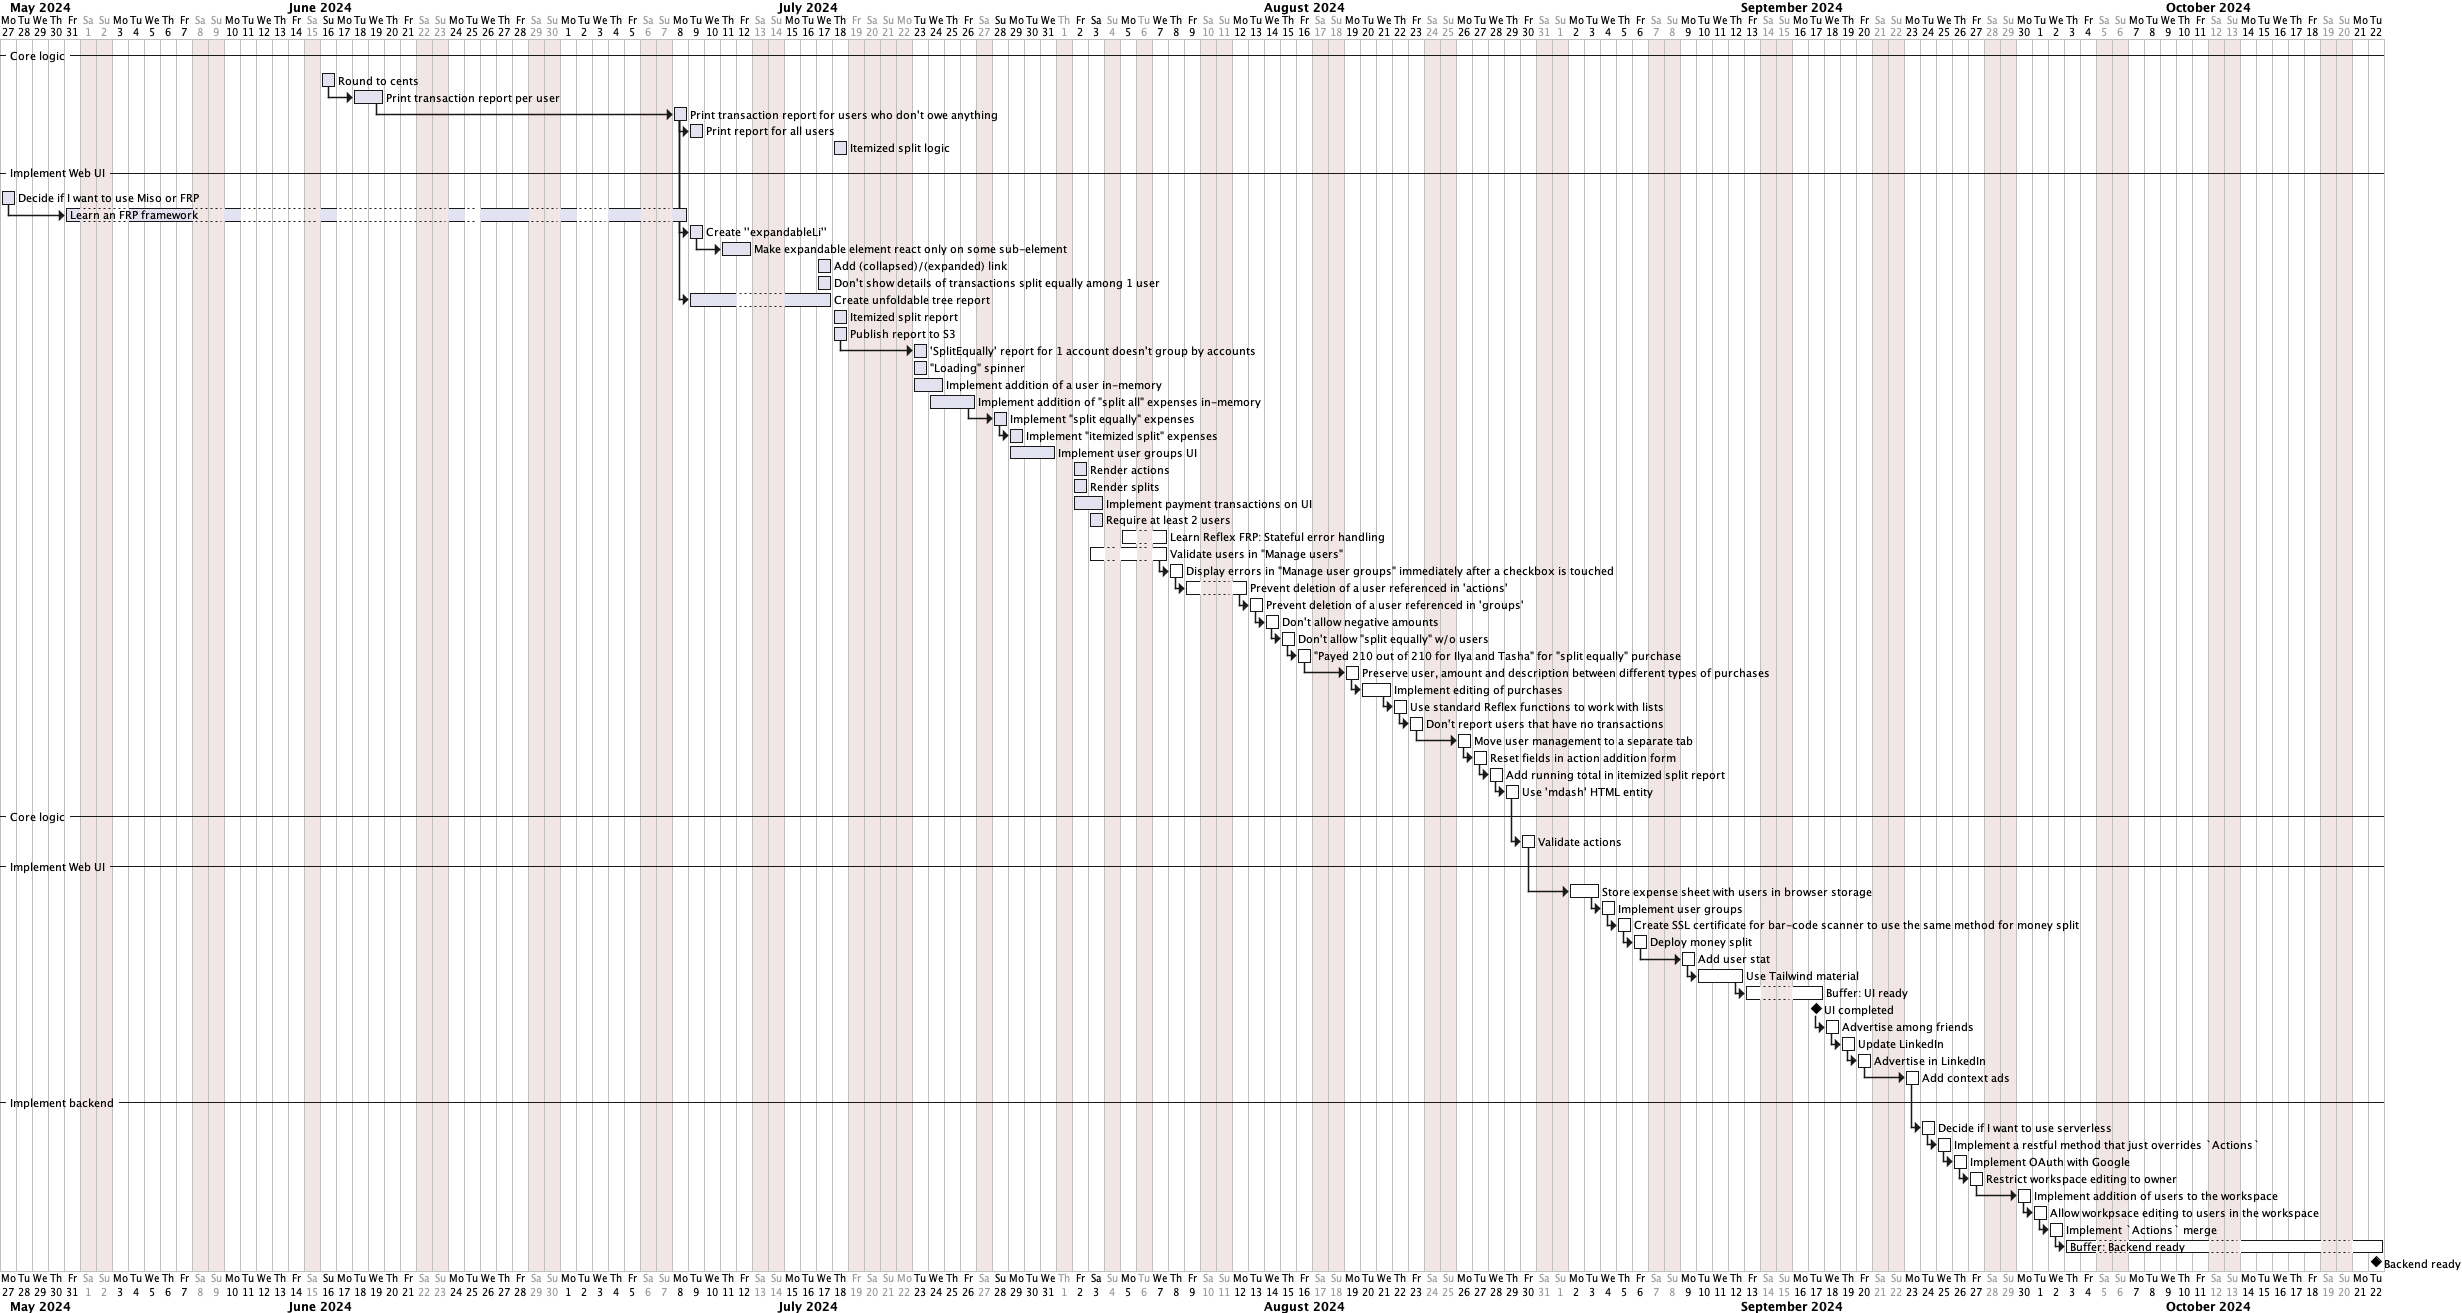 May 2024 June 2024 July 2024 August 2024 September 2024 October 2024
Mo Tu We Th Fr Sa Su Mo Tu We Th Fr Sa Su Mo Tu We Th Fr Sa Su Mo Tu We Th Fr Sa Su Mo Tu We Th Fr Sa Su Mo Tu We Th Fr Sa Su Mo Tu We Th Fr Sa Su Mo Tu We Th Fr Sa Su Mo Tu We Th Fr Sa Su Mo Tu We Th Fr Sa Su Mo Tu We Th Fr Sa Su Mo Tu We Th Fr Sa Su Mo Tu We Th Fr Sa Su Mo Tu We Th Fr Sa Su Mo Tu We Th Fr Sa Su Mo Tu We Th Fr Sa Su Mo Tu We Th Fr Sa Su Mo Tu We Th Fr Sa Su Mo Tu We Th Fr Sa Su Mo Tu We Th Fr Sa Su Mo Tu We Th Fr Sa Su Mo Tu
27 28 29 30 31 1 2 3 4 5 6 7 8 9 10 11 12 13 14 15 16 17 18 19 20 21 22 23 24 25 26 27 28 29 30 1 2 3 4 5 6 7 8 9 10 11 12 13 14 15 16 17 18 19 20 21 22 23 24 25 26 27 28 29 30 31 1 2 3 4 5 6 7 8 9 10 11 12 13 14 15 16 17 18 19 20 21 22 23 24 25 26 27 28 29 30 31 1 2 3 4 5 6 7 8 9 10 11 12 13 14 15 16 17 18 19 20 21 22 23 24 25 26 27 28 29 30 1 2 3 4 5 6 7 8 9 10 11 12 13 14 15 16 17 18 19 20 21 22
Core logic
Round to cents
Print transaction report per user
Print transaction report for users who don't owe anything
Print report for all users
Itemized split logic
Implement Web UI
Decide if I want to use Miso or FRP
Learn an FRP framework
Create "expandableLi"
Make expandable element react only on some sub-element
Add (collapsed)/(expanded) link
Don't show details of transactions split equally among 1 user
Create unfoldable tree report
Itemized split report
Publish report to S3
'SplitEqually' report for 1 account doesn't group by accounts
"Loading" spinner
Implement addition of a user in-memory
Implement addition of "split all" expenses in-memory
Implement "split equally" expenses
Implement "itemized split" expenses
Implement user groups UI
Render actions
Render splits
Implement payment transactions on UI
Require at least 2 users
Learn Reflex FRP: Stateful error handling
Validate users in "Manage users"
Display errors in "Manage user groups" immediately after a checkbox is touched
Prevent deletion of a user referenced in 'actions'
Prevent deletion of a user referenced in 'groups'
Don't allow negative amounts
Don't allow "split equally" w/o users
"Payed 210 out of 210 for Ilya and Tasha" for "split equally" purchase
Preserve user, amount and description between different types of purchases
Implement editing of purchases
Use standard Reflex functions to work with lists
Don't report users that have no transactions
Move user management to a separate tab
Reset fields in action addition form
Add running total in itemized split report
Use 'mdash' HTML entity
Core logic
Validate actions
Implement Web UI
Store expense sheet with users in browser storage
Implement user groups
Create SSL certificate for bar-code scanner to use the same method for money split
Deploy money split
Add user stat
Use Tailwind material
Buffer: UI ready
UI completed
Advertise among friends
Update LinkedIn
Advertise in LinkedIn
Add context ads
Implement backend
Decide if I want to use serverless
Implement a restful method that just overrides `Actions`
Implement OAuth with Google
Restrict workspace editing to owner
Implement addition of users to the workspace
Allow workpsace editing to users in the workspace
Implement `Actions` merge
Buffer: Backend ready
Backend ready
Mo Tu We Th Fr Sa Su Mo Tu We Th Fr Sa Su Mo Tu We Th Fr Sa Su Mo Tu We Th Fr Sa Su Mo Tu We Th Fr Sa Su Mo Tu We Th Fr Sa Su Mo Tu We Th Fr Sa Su Mo Tu We Th Fr Sa Su Mo Tu We Th Fr Sa Su Mo Tu We Th Fr Sa Su Mo Tu We Th Fr Sa Su Mo Tu We Th Fr Sa Su Mo Tu We Th Fr Sa Su Mo Tu We Th Fr Sa Su Mo Tu We Th Fr Sa Su Mo Tu We Th Fr Sa Su Mo Tu We Th Fr Sa Su Mo Tu We Th Fr Sa Su Mo Tu We Th Fr Sa Su Mo Tu We Th Fr Sa Su Mo Tu We Th Fr Sa Su Mo Tu
27 28 29 30 31 1 2 3 4 5 6 7 8 9 10 11 12 13 14 15 16 17 18 19 20 21 22 23 24 25 26 27 28 29 30 1 2 3 4 5 6 7 8 9 10 11 12 13 14 15 16 17 18 19 20 21 22 23 24 25 26 27 28 29 30 31 1 2 3 4 5 6 7 8 9 10 11 12 13 14 15 16 17 18 19 20 21 22 23 24 25 26 27 28 29 30 31 1 2 3 4 5 6 7 8 9 10 11 12 13 14 15 16 17 18 19 20 21 22 23 24 25 26 27 28 29 30 1 2 3 4 5 6 7 8 9 10 11 12 13 14 15 16 17 18 19 20 21 22
May 2024 June 2024 July 2024 August 2024 September 2024 October 2024